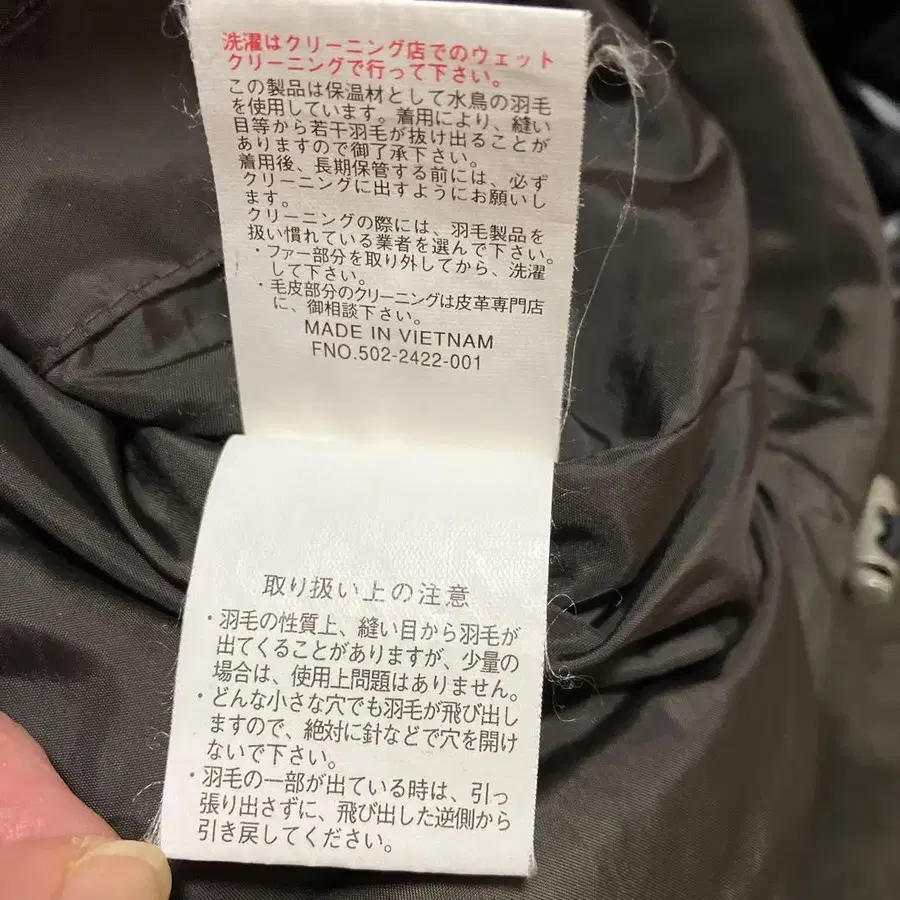 洗濯はクリーニング店でのウェット
クリーニングで行って下さい。
この製品は保温材として水鳥の羽毛
を使用しています。着用により、縫い
目等から若干羽毛が抜け出ることが
ありますので御了承下さい。
着用後、長期保管する前には、必ず
クリーニングに出すようにお願いし
ます。
クリーニングの際には、羽毛製品を
扱い慣れている業者を選んで下さい。
・ファー部分を取り外してから、洗濯
して下さい。
・毛皮部分のクリーニングは皮革専門店
に、御相談下さい。
MADE IN VIETNAM
FNO.502-2422-001
取り扱い上の注意
・羽毛の性質上、縫い目から羽毛が
出てくることがありますが、少量の
場合は、使用上問題はありません。
・どんな小さな穴でも羽毛が飛び出し
ますので、絶対に針などで穴を開け
ないで下さい。
・羽毛の一部が出ている時は、引っ
張り出さずに、飛び出した逆側から
引き戻してください。